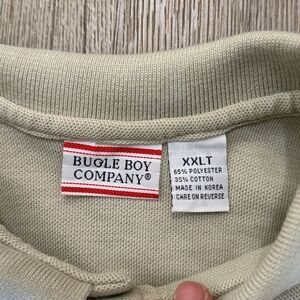 BUGLE BOY
COMPANY®
XXLT
65% POLYESTER
35% COTTON
MADE IN KOREA
CARE ON REVERSE